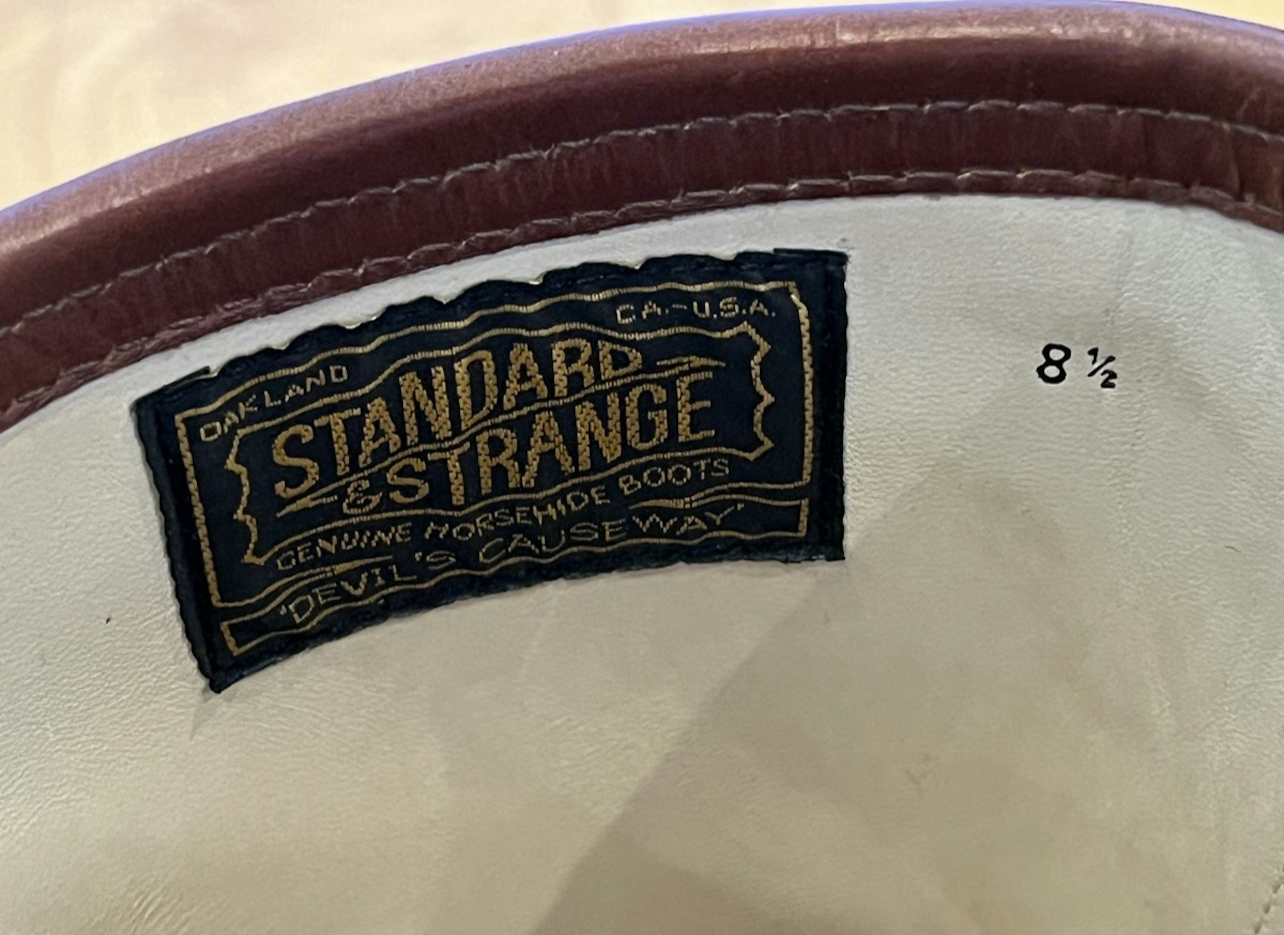 OAKLAND CA.-U.S.A.
STANDARD
& STRANGE
GENUINE HORSEHIDE BOOTS
'DEVIL'S CAUSEWAY'
8 ½